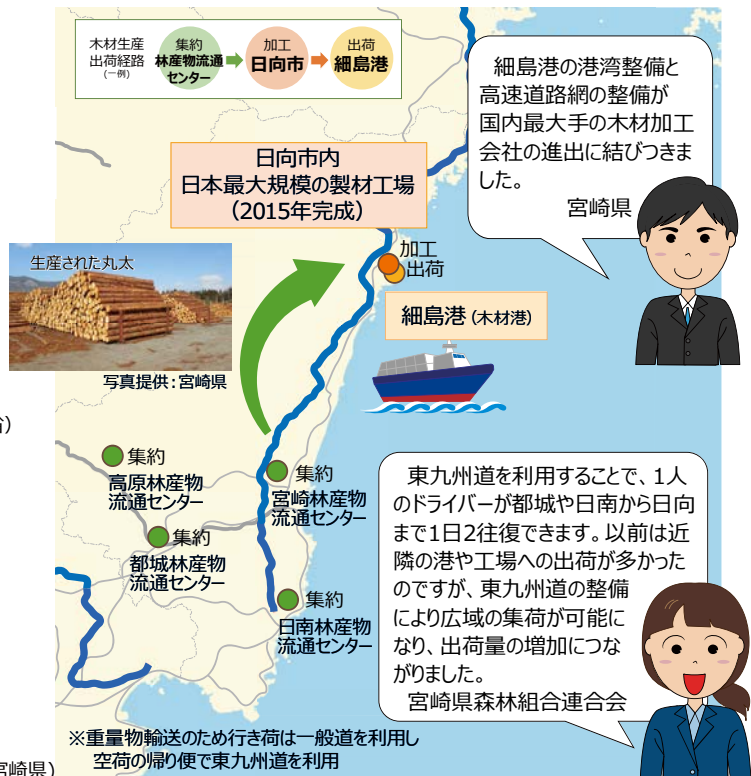 木材生産
出荷経路
(一例)
集約
林産物流通
センター
加工
日向市
出荷
細島港
細島港の港湾整備と
高速道路網の整備が
国内最大手の木材加工
会社の進出に結びつきま
した。
宮崎県
日向市内
日本最大規模の製材工場
（2015年完成）
生産された丸太
写真提供：宮崎県
加工
出荷
細島港（木材港）
集約
高原林産物
流通センター
集約
宮崎林産物
流通センター
集約
都城林産物
流通センター
集約
日南林産物
流通センター
東九州道を利用することで、1人
のドライバーが都城や日南から日向
まで1日2往復できます。以前は近
隣の港や工場への出荷が多かった
のですが、東九州道の整備
により広域の集荷が可能に
なり、出荷量の増加につな
がりました。
宮崎県森林組合連合会
※重量物輸送のため行き荷は一般道を利用し
空荷の帰り便で東九州道を利用
宮崎県）